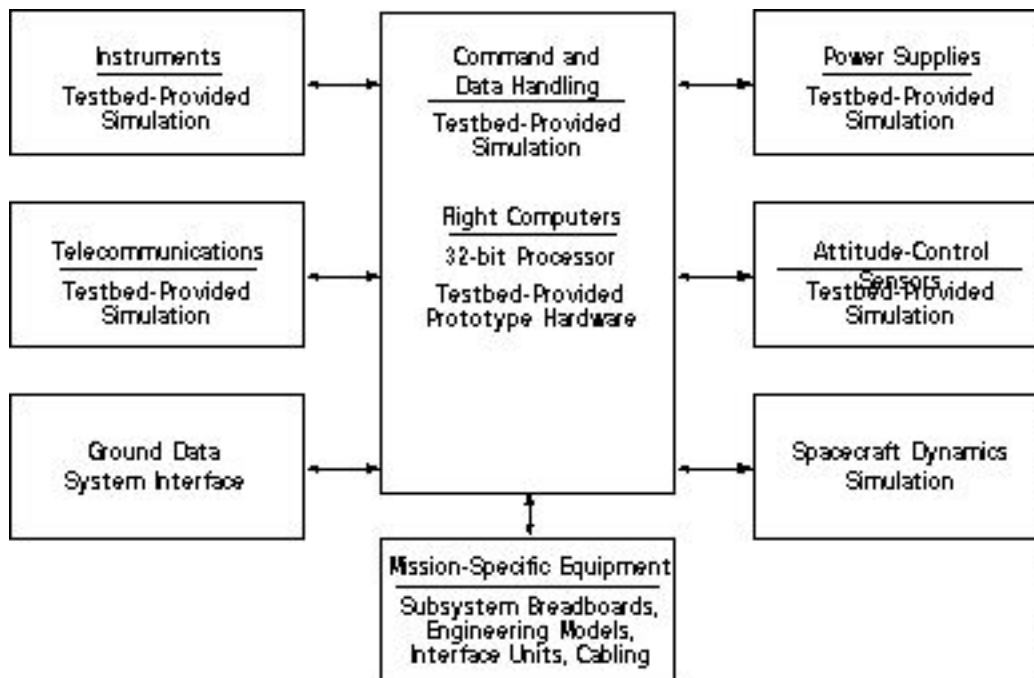 Instruments
Testbed-Provided
Simulation
Command and
Data Handling
Testbed-Provided
Simulation
Power Supplies
Testbed-Provided
Simulation
Telecommunications
Testbed-Provided
Simulation
Flight Computers
32-bit Processor
Testbed-Provided
Prototype Hardware
Attitude-Control
Sensors
Testbed-Provided
Simulation
Ground Data
System Interface
Spacecraft Dynamics
Simulation
Mission-Specific Equipment
Subsystem Breadboards,
Engineering Models,
Interface Units, Cabling